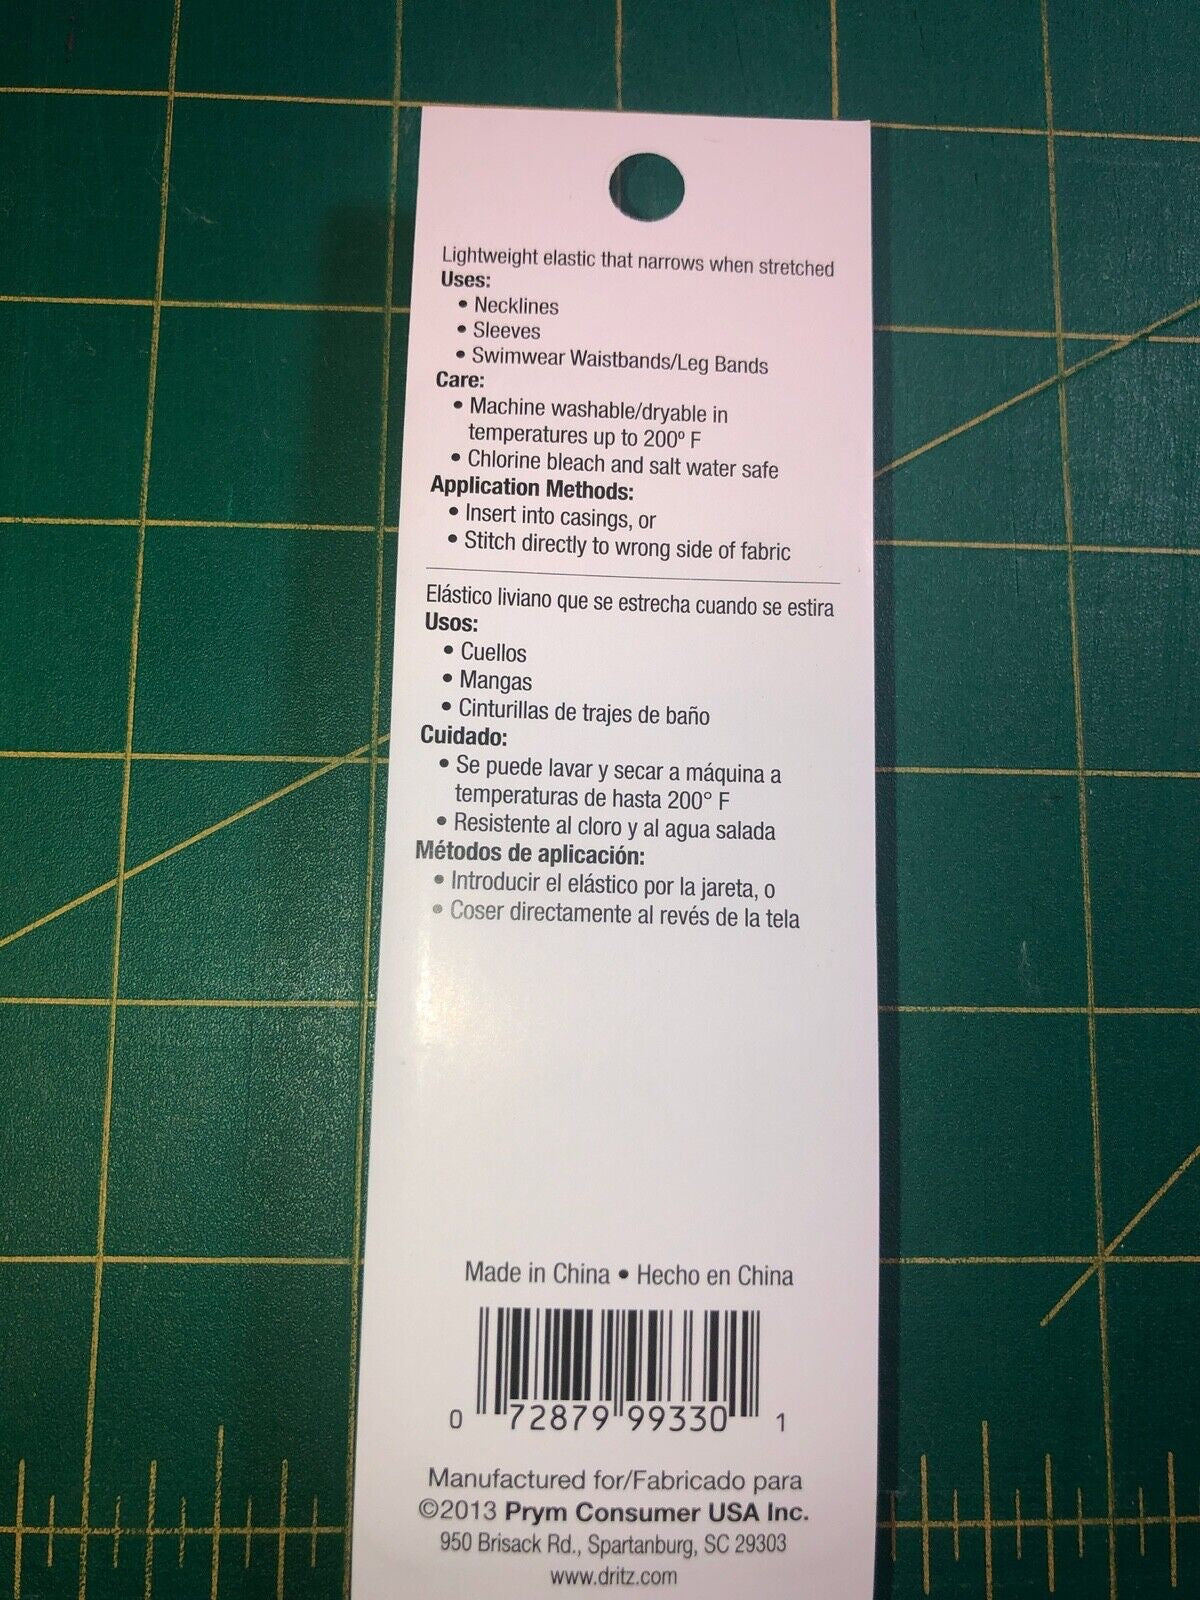 Lightweight elastic that narrows when stretched
Uses:
• Necklines
• Sleeves
• Swimwear Waistbands/Leg Bands
Care:
• Machine washable/dryable in
temperatures up to 200º F
• Chlorine bleach and salt water safe
Application Methods:
• Insert into casings, or
• Stitch directly to wrong side of fabric
Elástico liviano que se estrecha cuando se estira
Usos:
• Cuellos
• Mangas
• Cinturillas de trajes de baño
Cuidado:
• Se puede lavar y secar a máquina a
temperaturas de hasta 200° F
• Resistente al cloro y al agua salada
Métodos de aplicación:
• Introducir el elástico por la jareta, o
• Coser directamente al revés de la tela
Made in China • Hecho en China
0 72879 99330 1
Manufactured for/Fabricado para
©2013 Prym Consumer USA Inc.
950 Brisack Rd., Spartanburg, SC 29303
www.dritz.com